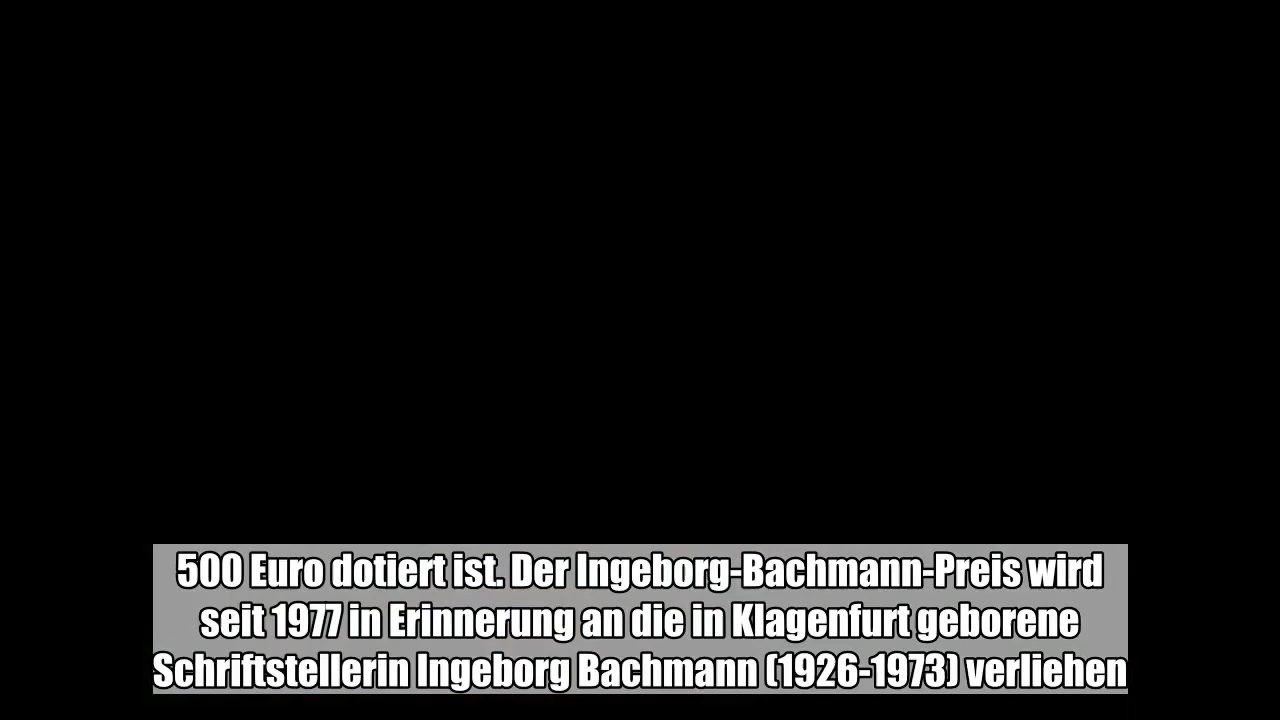 500 Euro dotiert ist. Der Ingeborg-Bachmann-Preis wird
seit 1977 in Erinnerung an die in Klagenfurt geborene
Schriftstellerin Ingeborg Bachmann (1926-1973) verliehen